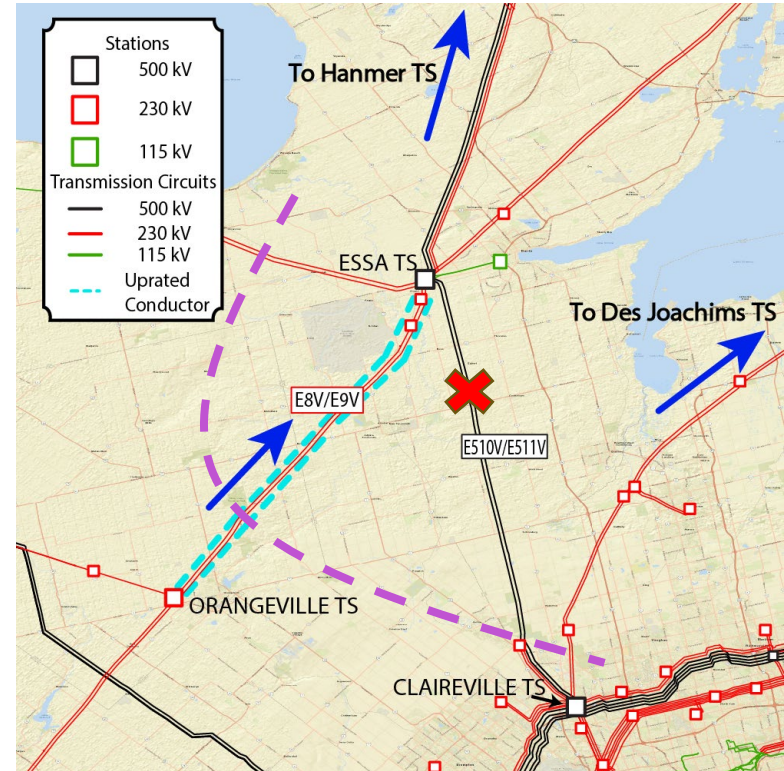 Stations
500 kV
230 kV
115 kV
Transmission Circuits
500 kV
230 kV
115 kV
Uprated
Conductor
To Hanmer TS
ESSA TS
To Des Joachims TS
E8V/E9V
E510V/E511V
ORANGEVILLE TS
CLAIREVILLE TS